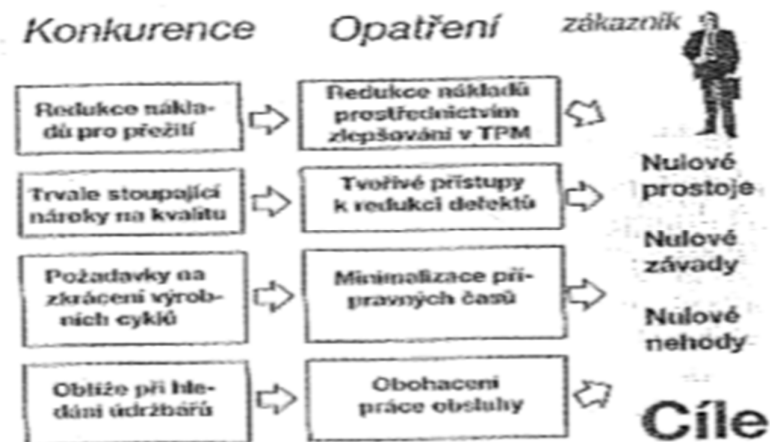 Konkurence
Opatření
zákazník
Redukce nákla-
dů pro přežití
Redukce nákladů
prostřednictvím
zlepšování v TPM
Trvale stoupající
nároky na kvalitu
Tvořivé přístupy
k redukci defektů
Požadavky na
zkrácení výrob-
ních cyklů
Minimalizace pří-
pravných časů
Obtíže při hle-
dání údržbářů
Obohacení
práce obsluhy
Nulové
prostoje
Nulové
závady
Nulové
nehody
Cíle